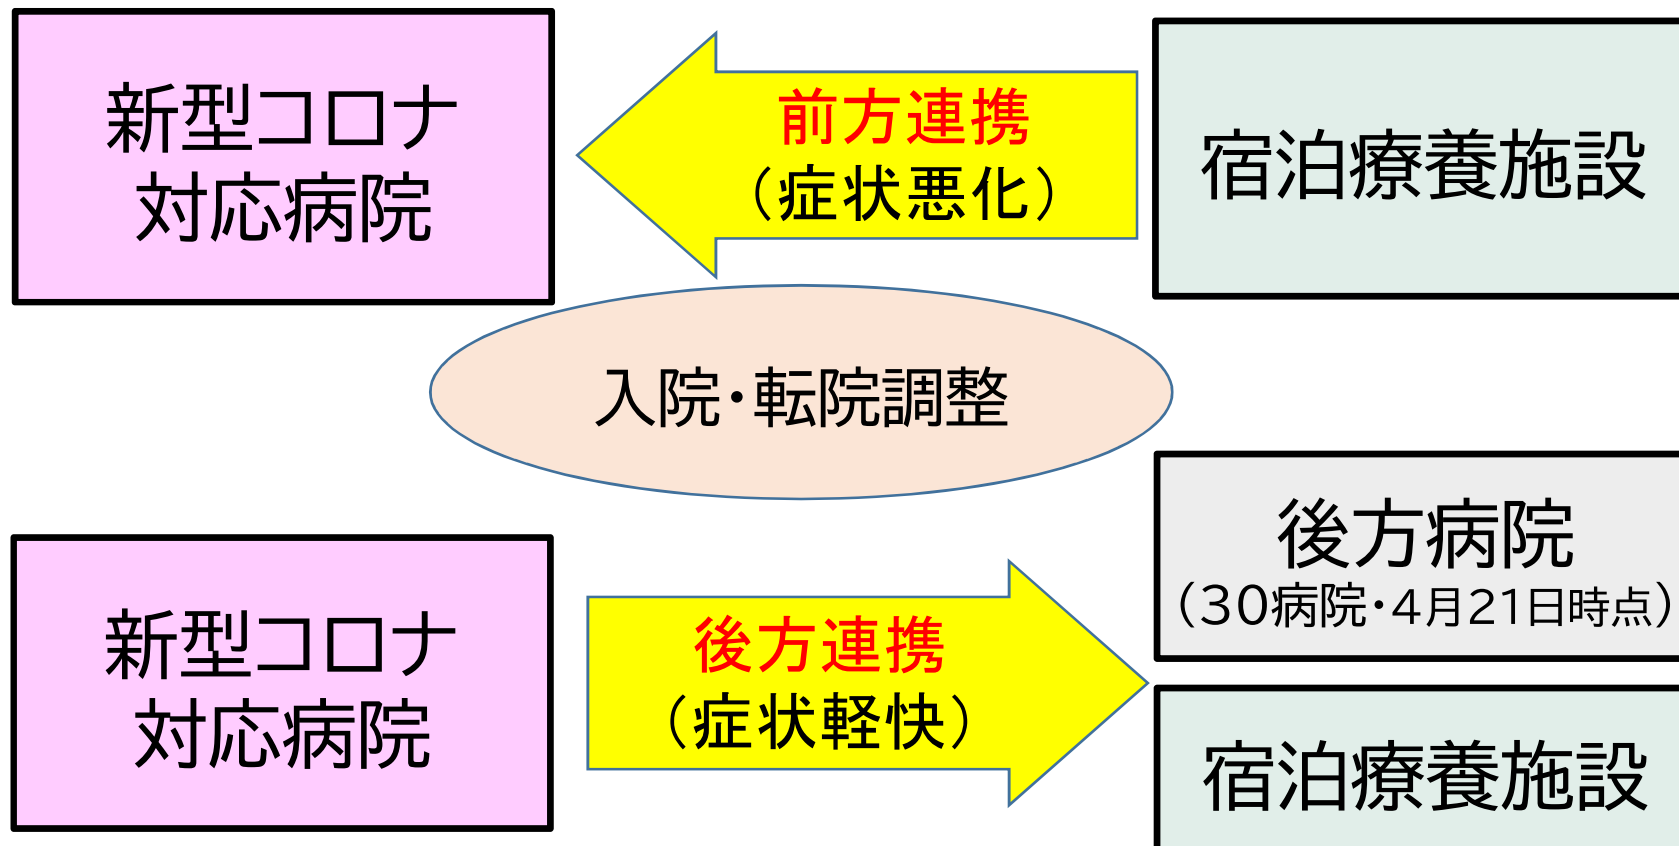 新型コロナ
対応病院
前方連携
（症状悪化）
宿泊療養施設
入院・転院調整
新型コロナ
対応病院
後方連携
（症状軽快）
後方病院
（30病院・4月21日時点）
宿泊療養施設